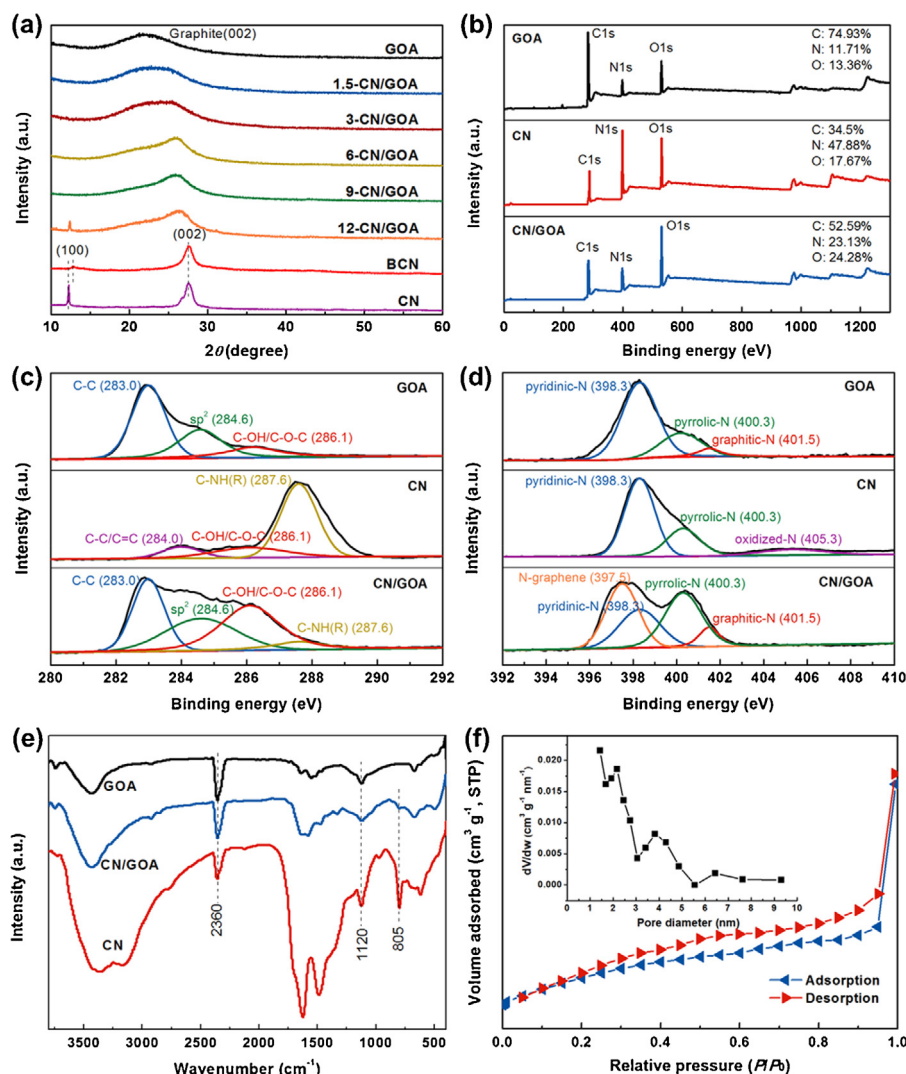 (a)
Graphite(002)
GOA
1.5-CN/GOA
3-CN/GOA
6-CN/GOA
9-CN/GOA
12-CN/GOA
(100)
(002)
BCN
CN
Intensity (a.u.)
10 20 30 40 50 60
2θ(degree)
(b)
GOA
C1s
N1s
O1s
C: 74.93%
N: 11.71%
O: 13.36%
CN
C1s
N1s
O1s
C: 34.5%
N: 47.88%
O: 17.67%
CN/GOA
C1s
N1s
O1s
C: 52.59%
N: 23.13%
O: 24.28%
Intensity (a.u.)
0 200 400 600 800 1000 1200
Binding energy (eV)
(c)
GOA
C-C (283.0)
sp² (284.6)
C-OH/C-O-C (286.1)
CN
C-NH(R) (287.6)
C-C/C=C (284.0)
C-OH/C-O-C (286.1)
CN/GOA
C-C (283.0)
sp² (284.6)
C-OH/C-O-C (286.1)
C-NH(R) (287.6)
Intensity (a.u.)
280 282 284 286 288 290 292
Binding energy (eV)
(d)
GOA
pyridinic-N (398.3)
pyrrolic-N (400.3)
graphitic-N (401.5)
CN
pyridinic-N (398.3)
pyrrolic-N (400.3)
oxidized-N (405.3)
CN/GOA
N-graphene (397.5)
pyridinic-N (398.3)
pyrrolic-N (400.3)
graphitic-N (401.5)
Intensity (a.u.)
392 394 396 398 400 402 404 406 408 410
Binding energy (eV)
(e)
GOA
CN/GOA
CN
2360
1120
805
Intensity (a.u.)
3500 3000 2500 2000 1500 1000 500
Wavenumber (cm⁻¹)
(f)
Volume adsorbed (cm³ g⁻¹, STP)
dV/dw (cm³ g⁻¹ nm⁻¹)
0.020
0.015
0.010
0.005
0.000
0 1 2 3 4 5 6 7 8 9 10
Pore diameter (nm)
Adsorption
Desorption
0.0 0.2 0.4 0.6 0.8 1.0
Relative pressure (P/P₀)